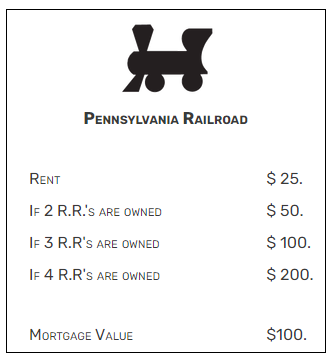 Pennsylvania Railroad
Rent $ 25.
If 2 R.R.'s are owned $ 50.
If 3 R.R's are owned $ 100.
If 4 R.R's are owned $ 200.
Mortgage Value $100.